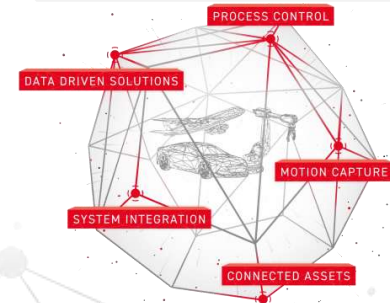 PROCESS CONTROL
DATA DRIVEN SOLUTIONS
MOTION CAPTURE
SYSTEM INTEGRATION
CONNECTED ASSETS